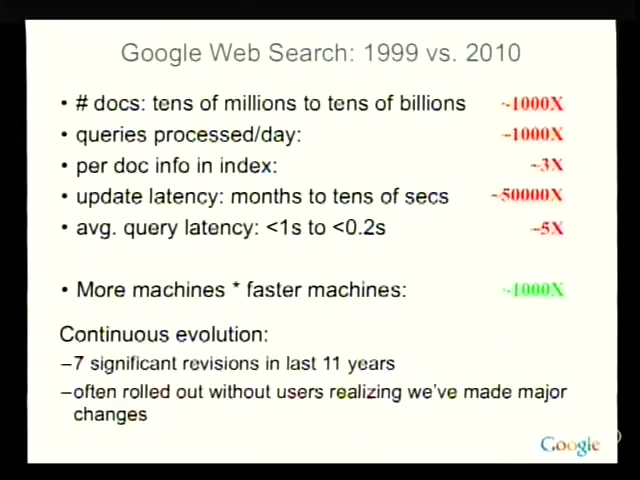 Google Web Search: 1999 vs. 2010
• # docs: tens of millions to tens of billions ~1000X
• queries processed/day: ~1000X
• per doc info in index: ~3X
• update latency: months to tens of secs ~50000X
• avg. query latency: <1s to <0.2s ~5X
• More machines * faster machines: ~1000X
Continuous evolution:
–7 significant revisions in last 11 years
–often rolled out without users realizing we've made major
changes
Google